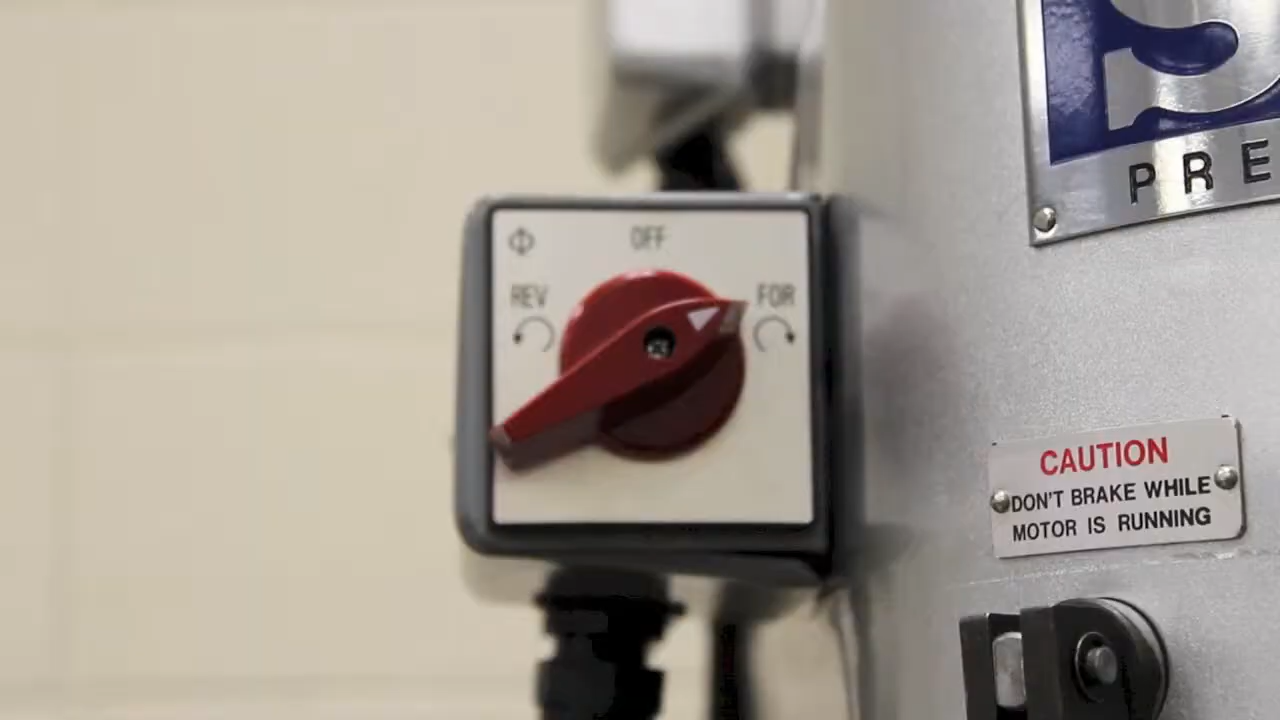 OFF
REV
FOR
PRE
CAUTION
DON'T BRAKE WHILE
MOTOR IS RUNNING